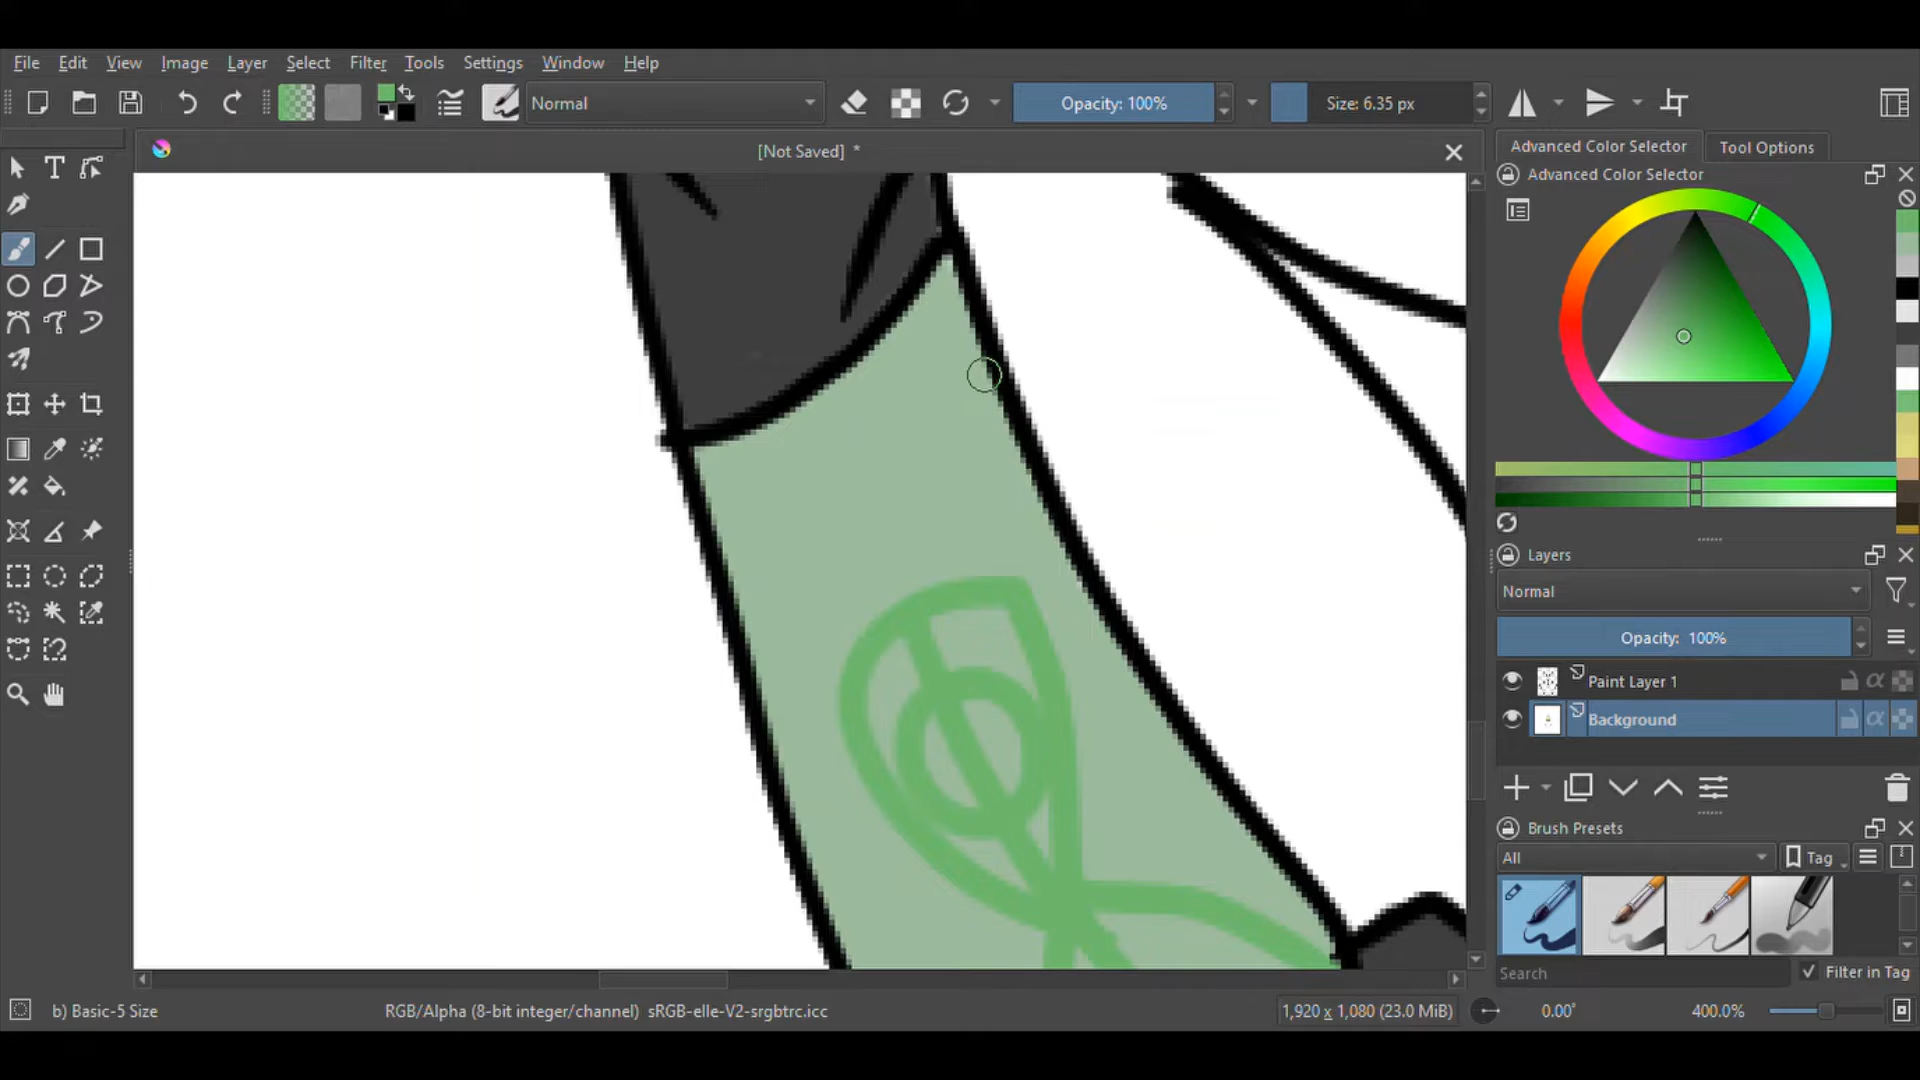 File Edit View Image Layer Select Filter Tools Settings Window Help
Normal Opacity: 100% Size: 6.35 px
[Not Saved] *
Advanced Color Selector Tool Options
Advanced Color Selector
Layers
Normal
Opacity: 100%
Paint Layer 1
Background
Brush Presets
All Tag
Search Filter in Tag
b) Basic-5 Size RGB/Alpha (8-bit integer/channel) sRGB-elle-V2-srgbtrc.icc 1,920 x 1,080 (23.0 MiB) 0.00° 400.0%